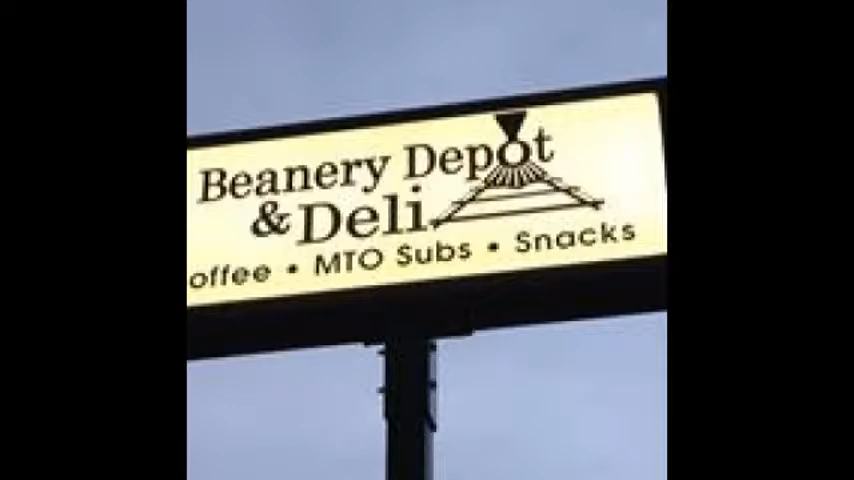 Beanery Depot
& Deli
offee • MTO Subs • Snacks